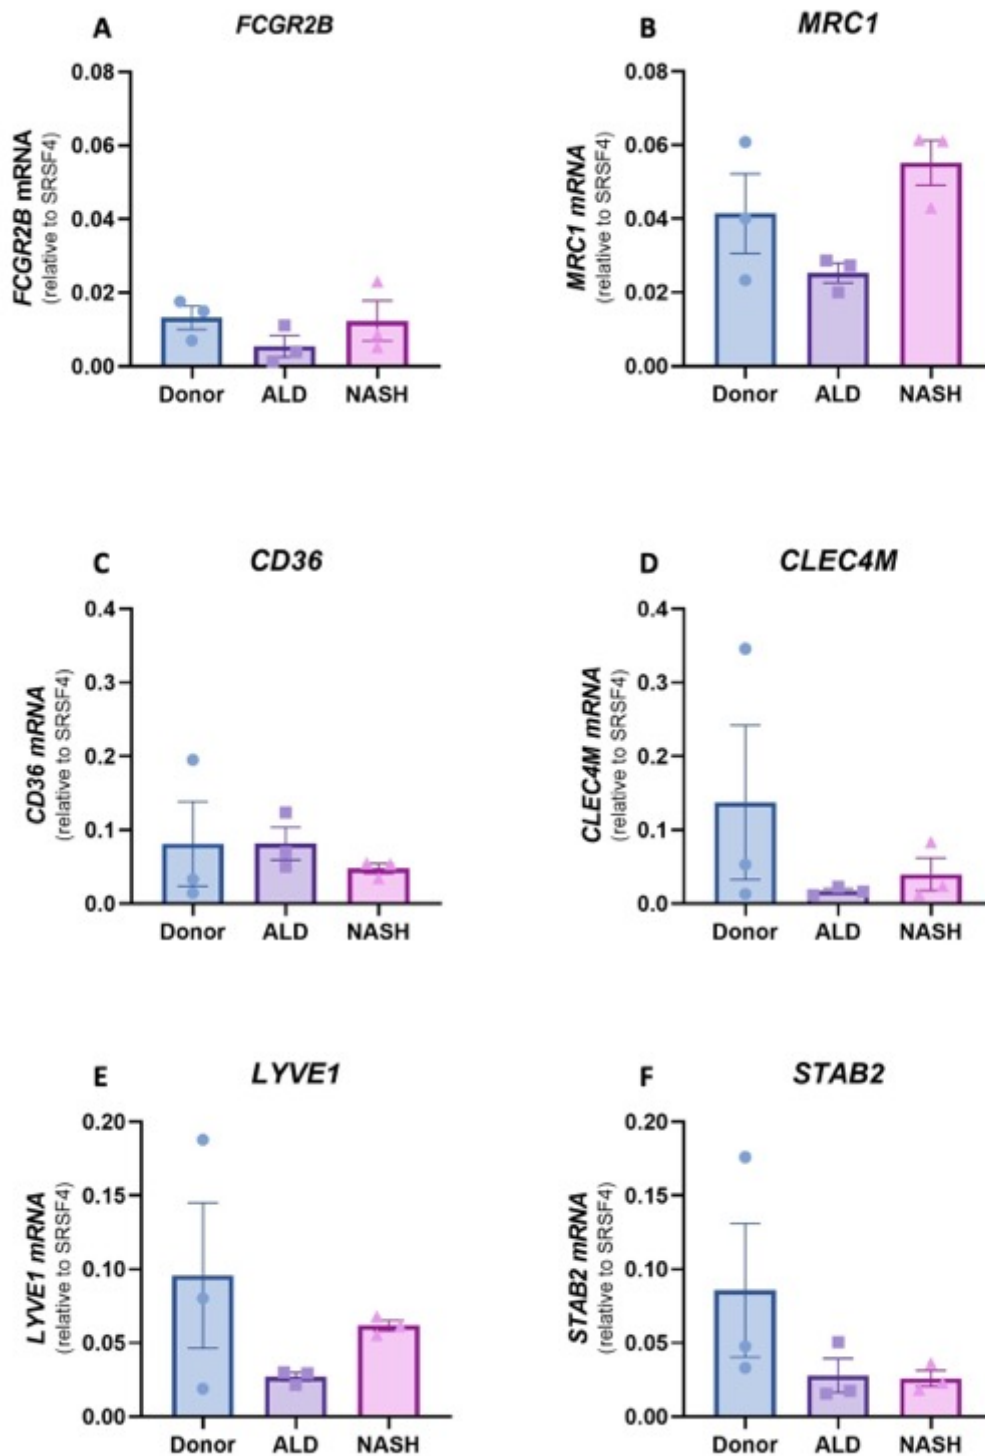 A FCGR2B
FCGR2B mRNA
(relative to SRSF4)
0.08
0.06
0.04
0.02
0.00
Donor ALD NASH
B MRC1
MRC1 mRNA
(relative to SRSF4)
0.08
0.06
0.04
0.02
0.00
Donor ALD NASH
C CD36
CD36 mRNA
(relative to SRSF4)
0.4
0.3
0.2
0.1
0.0
Donor ALD NASH
D CLEC4M
CLEC4M mRNA
(relative to SRSF4)
0.4
0.3
0.2
0.1
0.0
Donor ALD NASH
E LYVE1
LYVE1 mRNA
(relative to SRSF4)
0.20
0.15
0.10
0.05
0.00
Donor ALD NASH
F STAB2
STAB2 mRNA
(relative to SRSF4)
0.20
0.15
0.10
0.05
0.00
Donor ALD NASH